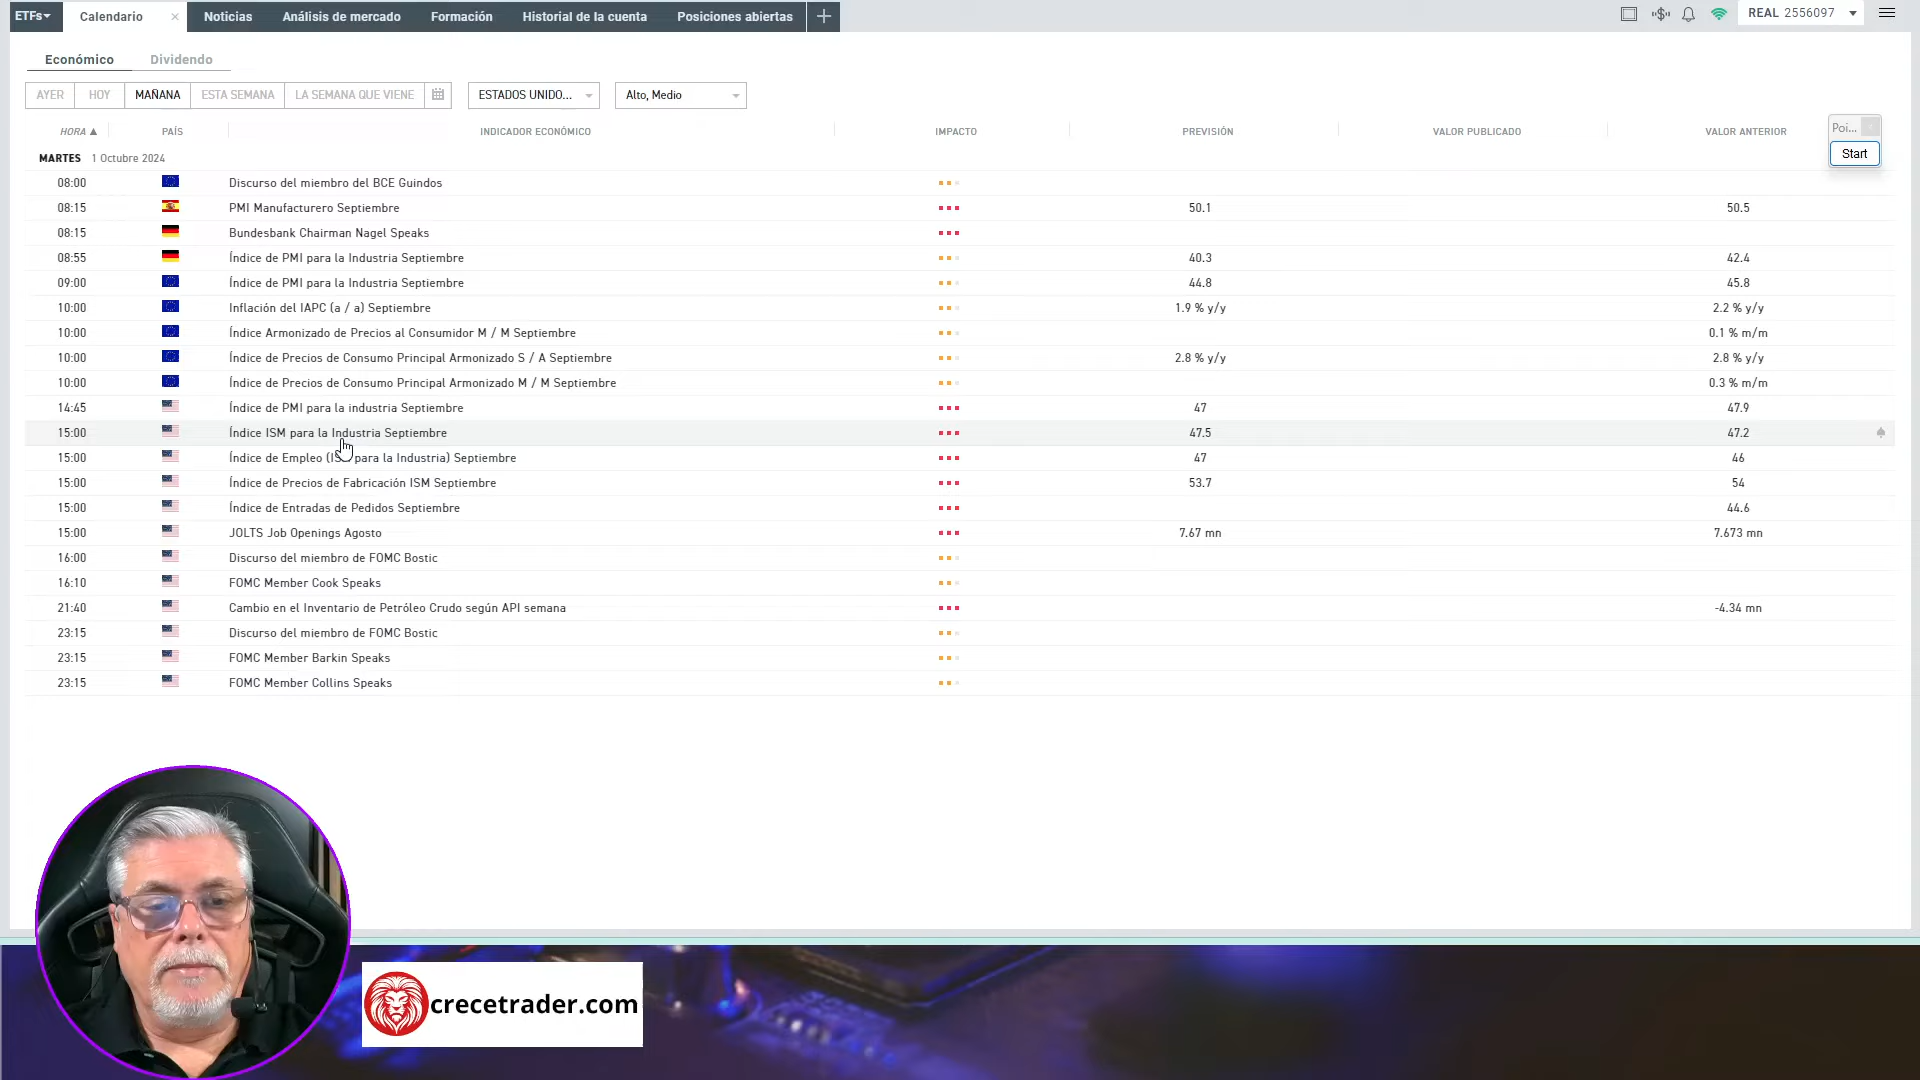 ETFs Calendario Noticias Análisis de mercado Formación Historial de la cuenta Posiciones abiertas REAL 2556097
Económico Dividendo
AYER HOY MAÑANA ESTA SEMANA LA SEMANA QUE VIENE ESTADOS UNIDO... Alto, Medio
HORA PAÍS INDICADOR ECONÓMICO IMPACTO PREVISIÓN VALOR PUBLICADO VALOR ANTERIOR Poi...
Start
MARTES 1 Octubre 2024
08:00 Discurso del miembro del BCE Guindos
08:15 PMI Manufacturero Septiembre 50.1 50.5
08:15 Bundesbank Chairman Nagel Speaks
08:55 Índice de PMI para la Industria Septiembre 40.3 42.4
09:00 Índice de PMI para la Industria Septiembre 44.8 45.8
10:00 Inflación del IAPC (a / a) Septiembre 1.9 % y/y 2.2 % y/y
10:00 Índice Armonizado de Precios al Consumidor M / M Septiembre 0.1 % m/m
10:00 Índice de Precios de Consumo Principal Armonizado S / A Septiembre 2.8 % y/y 2.8 % y/y
10:00 Índice de Precios de Consumo Principal Armonizado M / M Septiembre 0.3 % m/m
14:45 Índice de PMI para la industria Septiembre 47 47.9
15:00 Índice ISM para la Industria Septiembre 47.5 47.2
15:00 Índice de Empleo (IS para la Industria) Septiembre 47 46
15:00 Índice de Precios de Fabricación ISM Septiembre 53.7 54
15:00 Índice de Entradas de Pedidos Septiembre 44.6
15:00 JOLTS Job Openings Agosto 7.67 mn 7.673 mn
16:00 Discurso del miembro de FOMC Bostic
16:10 FOMC Member Cook Speaks
21:40 Cambio en el Inventario de Petróleo Crudo según API semana -4.34 mn
23:15 Discurso del miembro de FOMC Bostic
23:15 FOMC Member Barkin Speaks
23:15 FOMC Member Collins Speaks
crecetrader.com